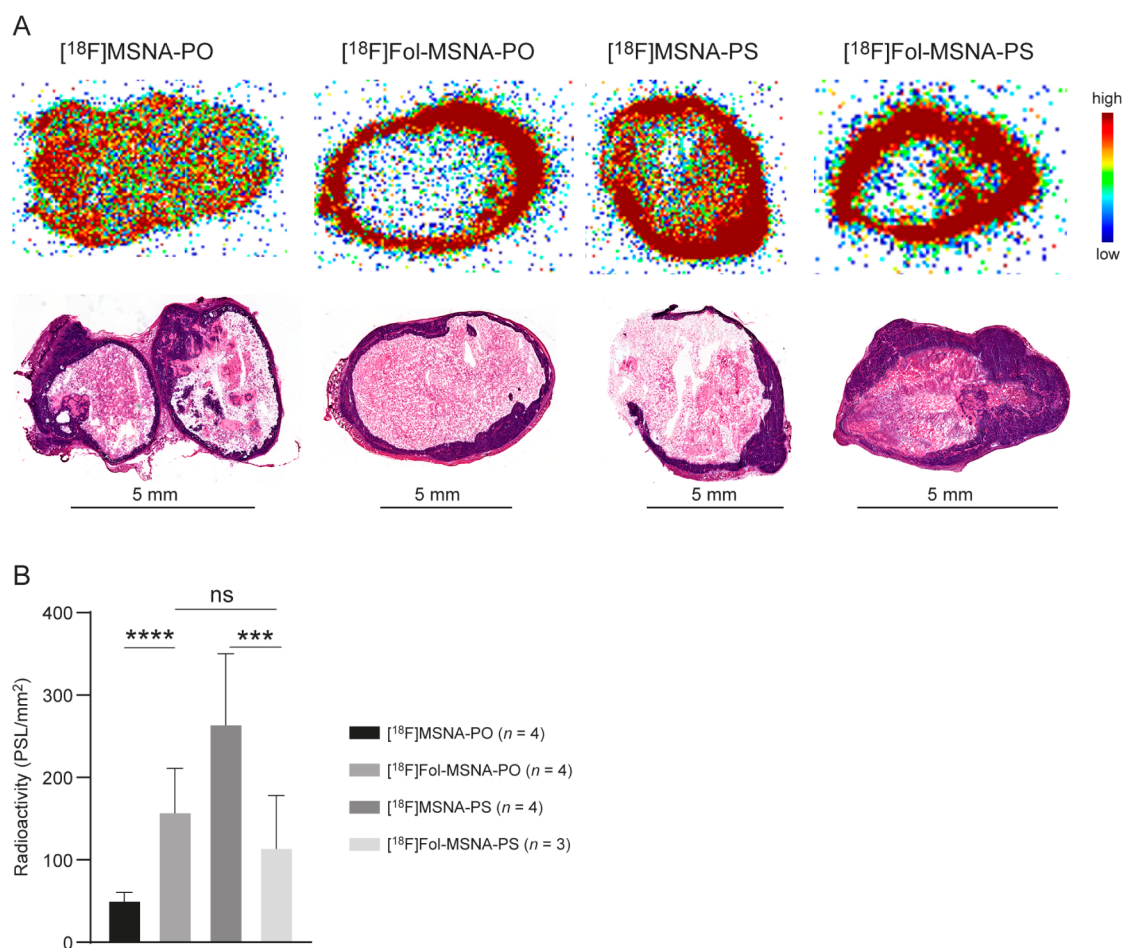 A
[¹⁸F]MSNA-PO [¹⁸F]Fol-MSNA-PO [¹⁸F]MSNA-PS [¹⁸F]Fol-MSNA-PS
high
low
5 mm 5 mm 5 mm 5 mm
B
ns
**** ***
Radioactivity (PSL/mm²)
400
300
200
100
0
[¹⁸F]MSNA-PO (n = 4)
[¹⁸F]Fol-MSNA-PO (n = 4)
[¹⁸F]MSNA-PS (n = 4)
[¹⁸F]Fol-MSNA-PS (n = 3)